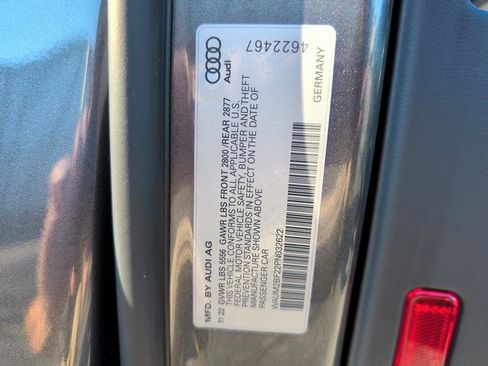 MFD. BY AUDI AG
11.22 GVWR LBS 5556 GAWR LBS FRONT 2800 /REAR 2877
THIS VEHICLE CONFORMS TO ALL APPLICABLE U.S.
FEDERAL MOTOR VEHICLE SAFETY, BUMPER AND THEFT
PREVENTION STANDARDS IN EFFECT ON THE DATE OF
MANUFACTURE SHOWN ABOVE
PASSENGER CAR
WAUM2BF22PN032622
Audi
4622467
GERMANY